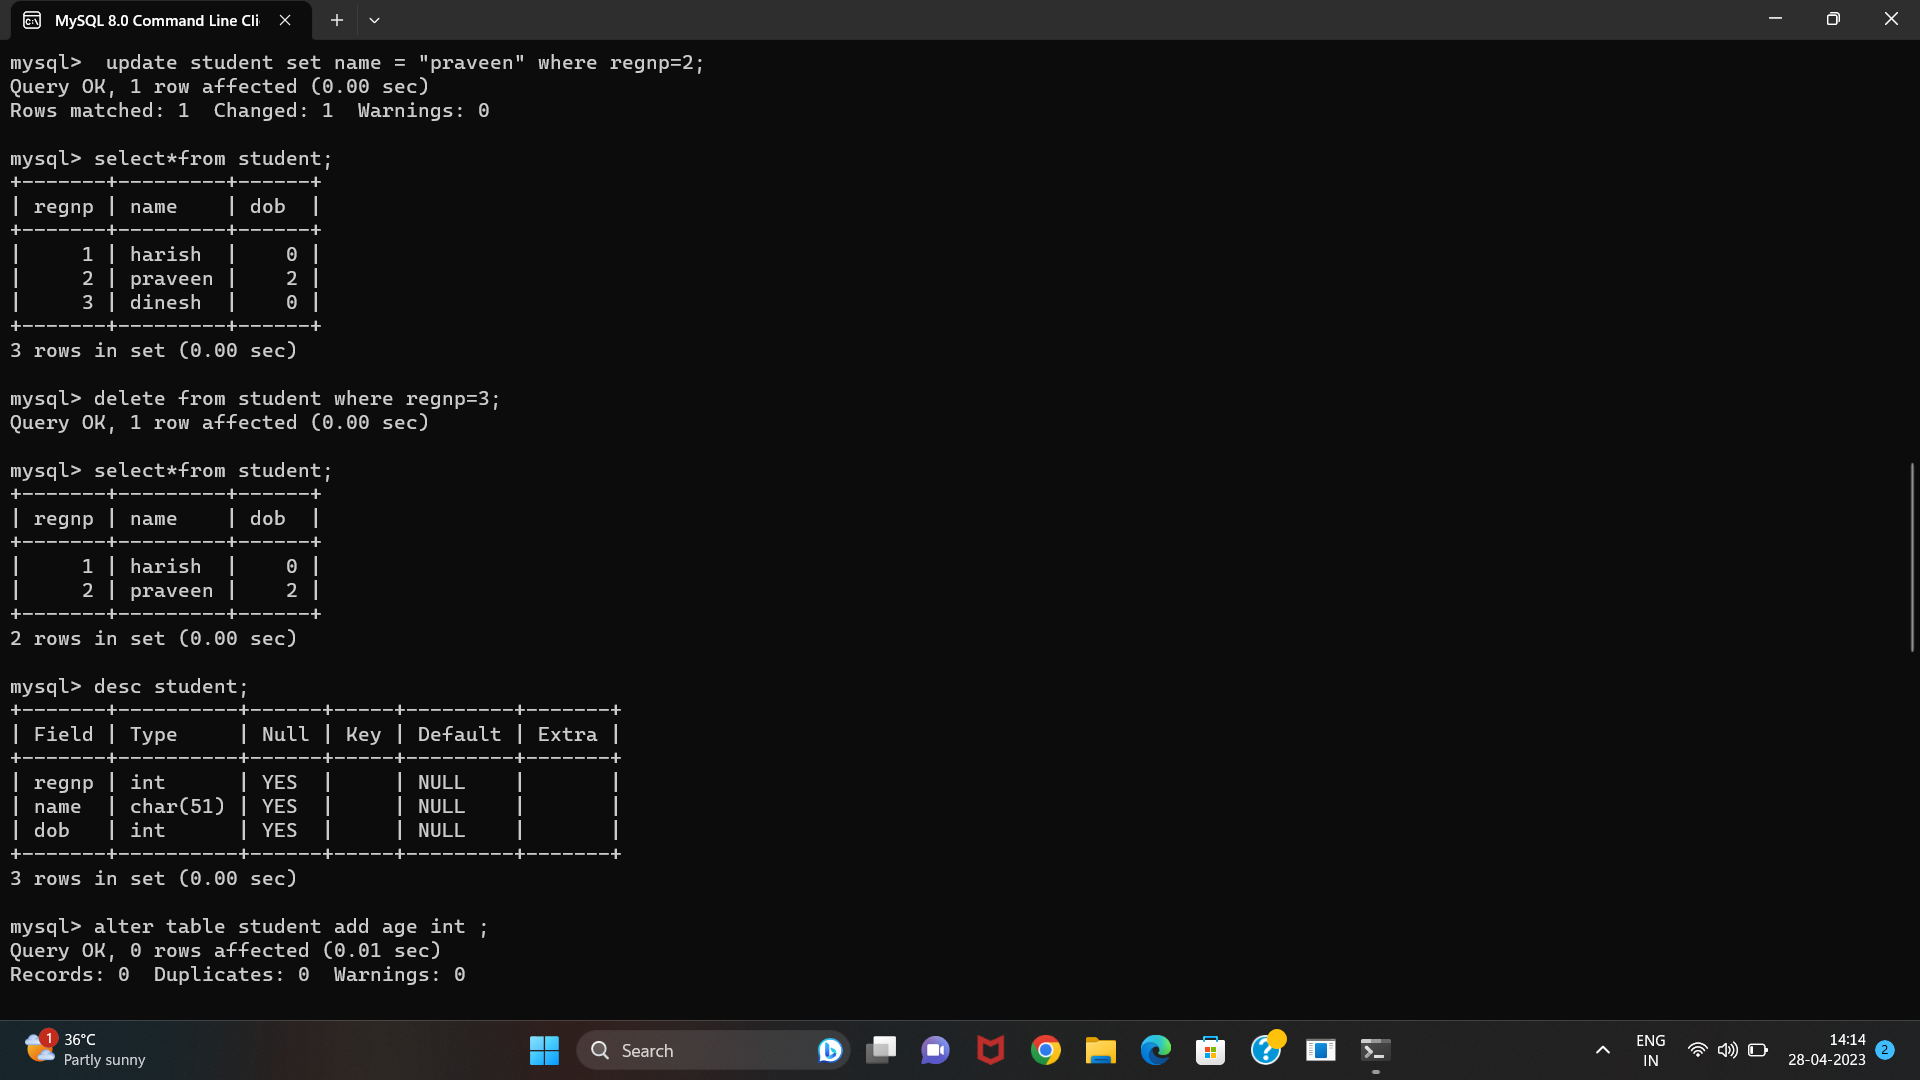 MySQL 8.0 Command Line Cli
mysql>  update student set name = "praveen" where regnp=2;
Query OK, 1 row affected (0.00 sec)
Rows matched: 1  Changed: 1  Warnings: 0
mysql> select*from student;
+-------+---------+------+
| regnp | name    | dob  |
+-------+---------+------+
|     1 | harish  |    0 |
|     2 | praveen |    2 |
|     3 | dinesh  |    0 |
+-------+---------+------+
3 rows in set (0.00 sec)
mysql> delete from student where regnp=3;
Query OK, 1 row affected (0.00 sec)
mysql> select*from student;
+-------+---------+------+
| regnp | name    | dob  |
+-------+---------+------+
|     1 | harish  |    0 |
|     2 | praveen |    2 |
+-------+---------+------+
2 rows in set (0.00 sec)
mysql> desc student;
+-------+----------+------+-----+---------+-------+
| Field | Type     | Null | Key | Default | Extra |
+-------+----------+------+-----+---------+-------+
| regnp | int      | YES  |     | NULL    |       |
| name  | char(51) | YES  |     | NULL    |       |
| dob   | int      | YES  |     | NULL    |       |
+-------+----------+------+-----+---------+-------+
3 rows in set (0.00 sec)
mysql> alter table student add age int ;
Query OK, 0 rows affected (0.01 sec)
Records: 0  Duplicates: 0  Warnings: 0
1
36°C
Partly sunny
Search
ENG
IN
14:14
28-04-2023
2